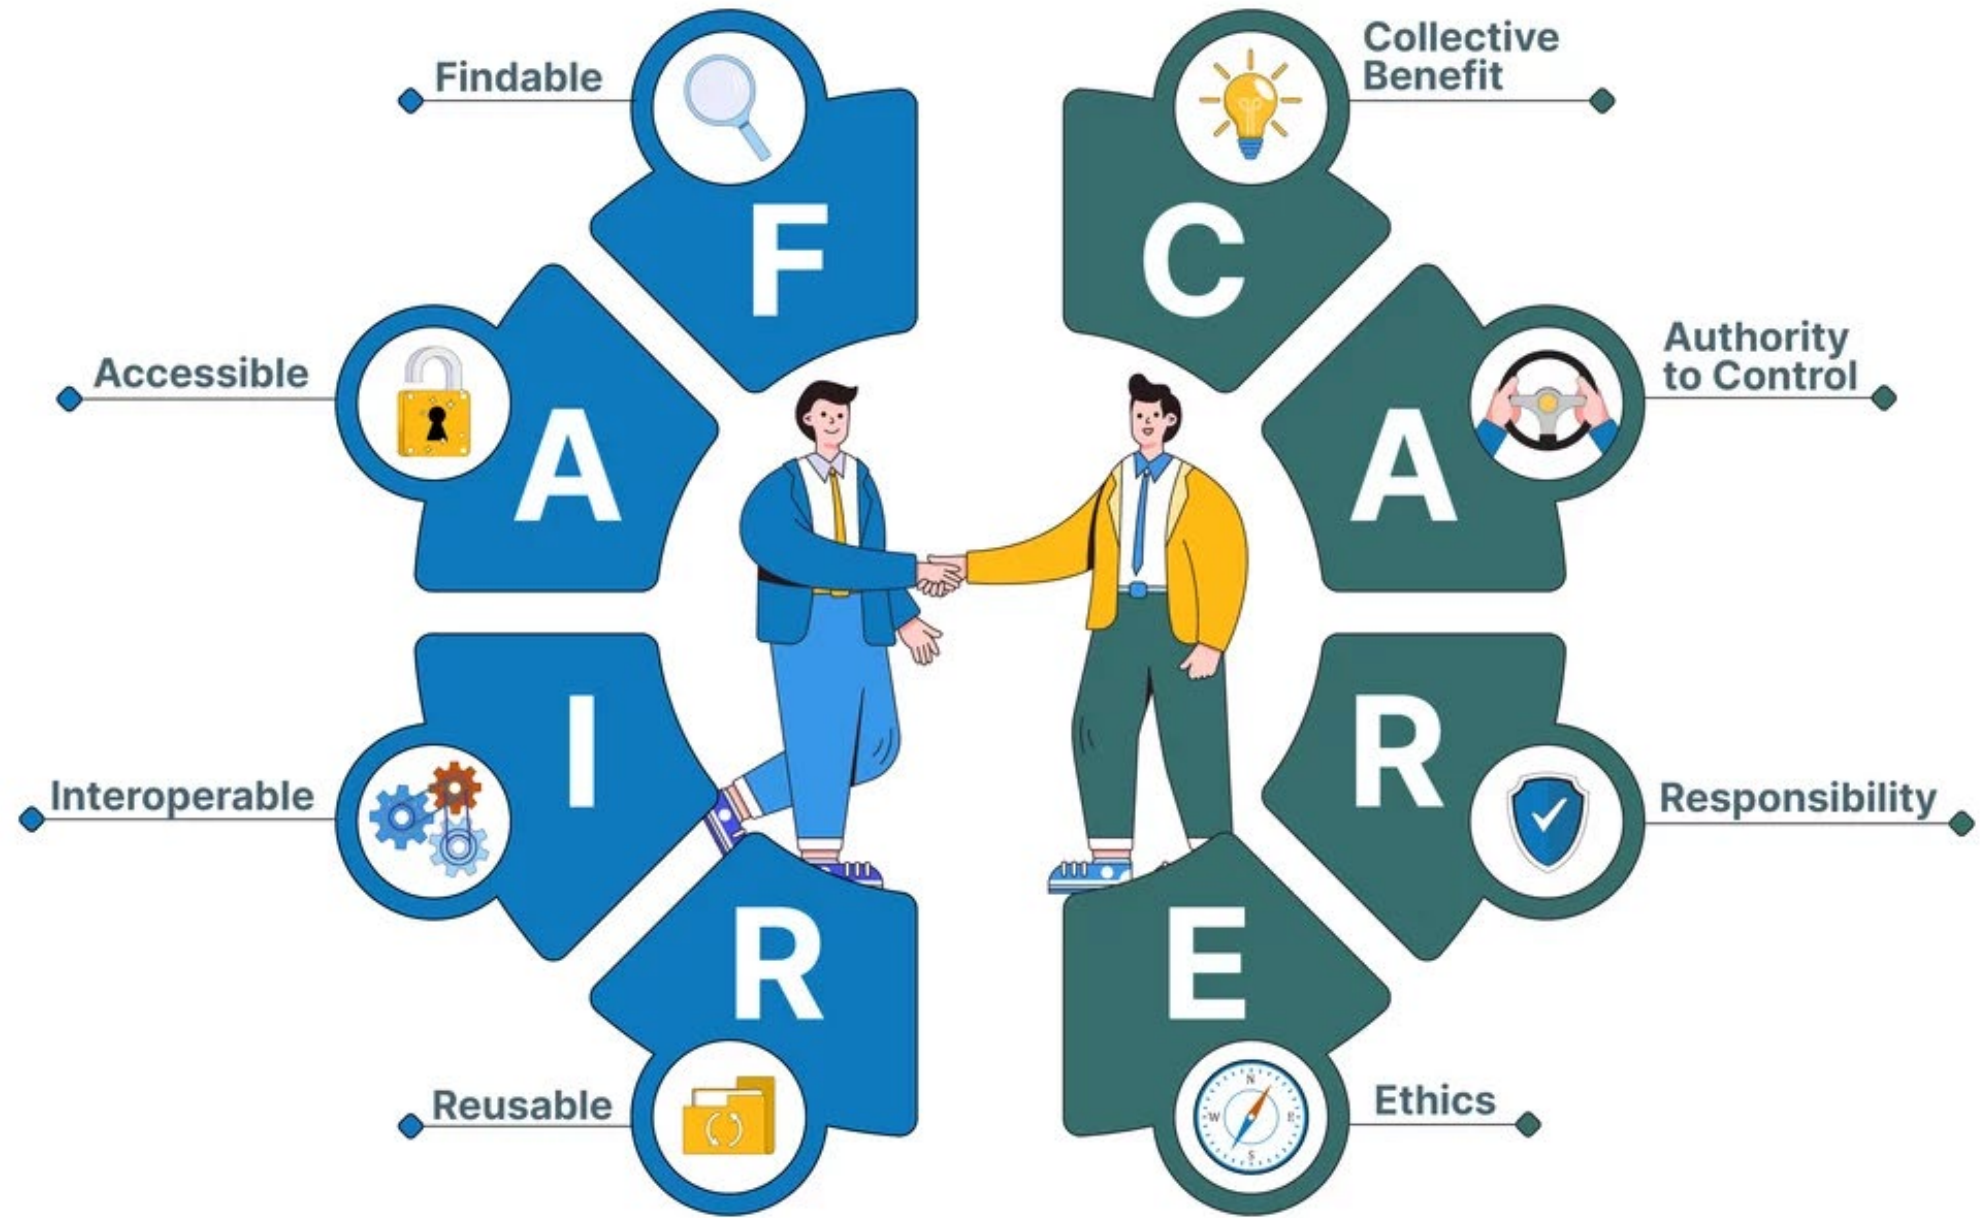 Findable
F
Accessible
A
Interoperable
I
Reusable
R
Collective
Benefit
C
Authority
to Control
A
Responsibility
R
Ethics
E
N
W
E
S